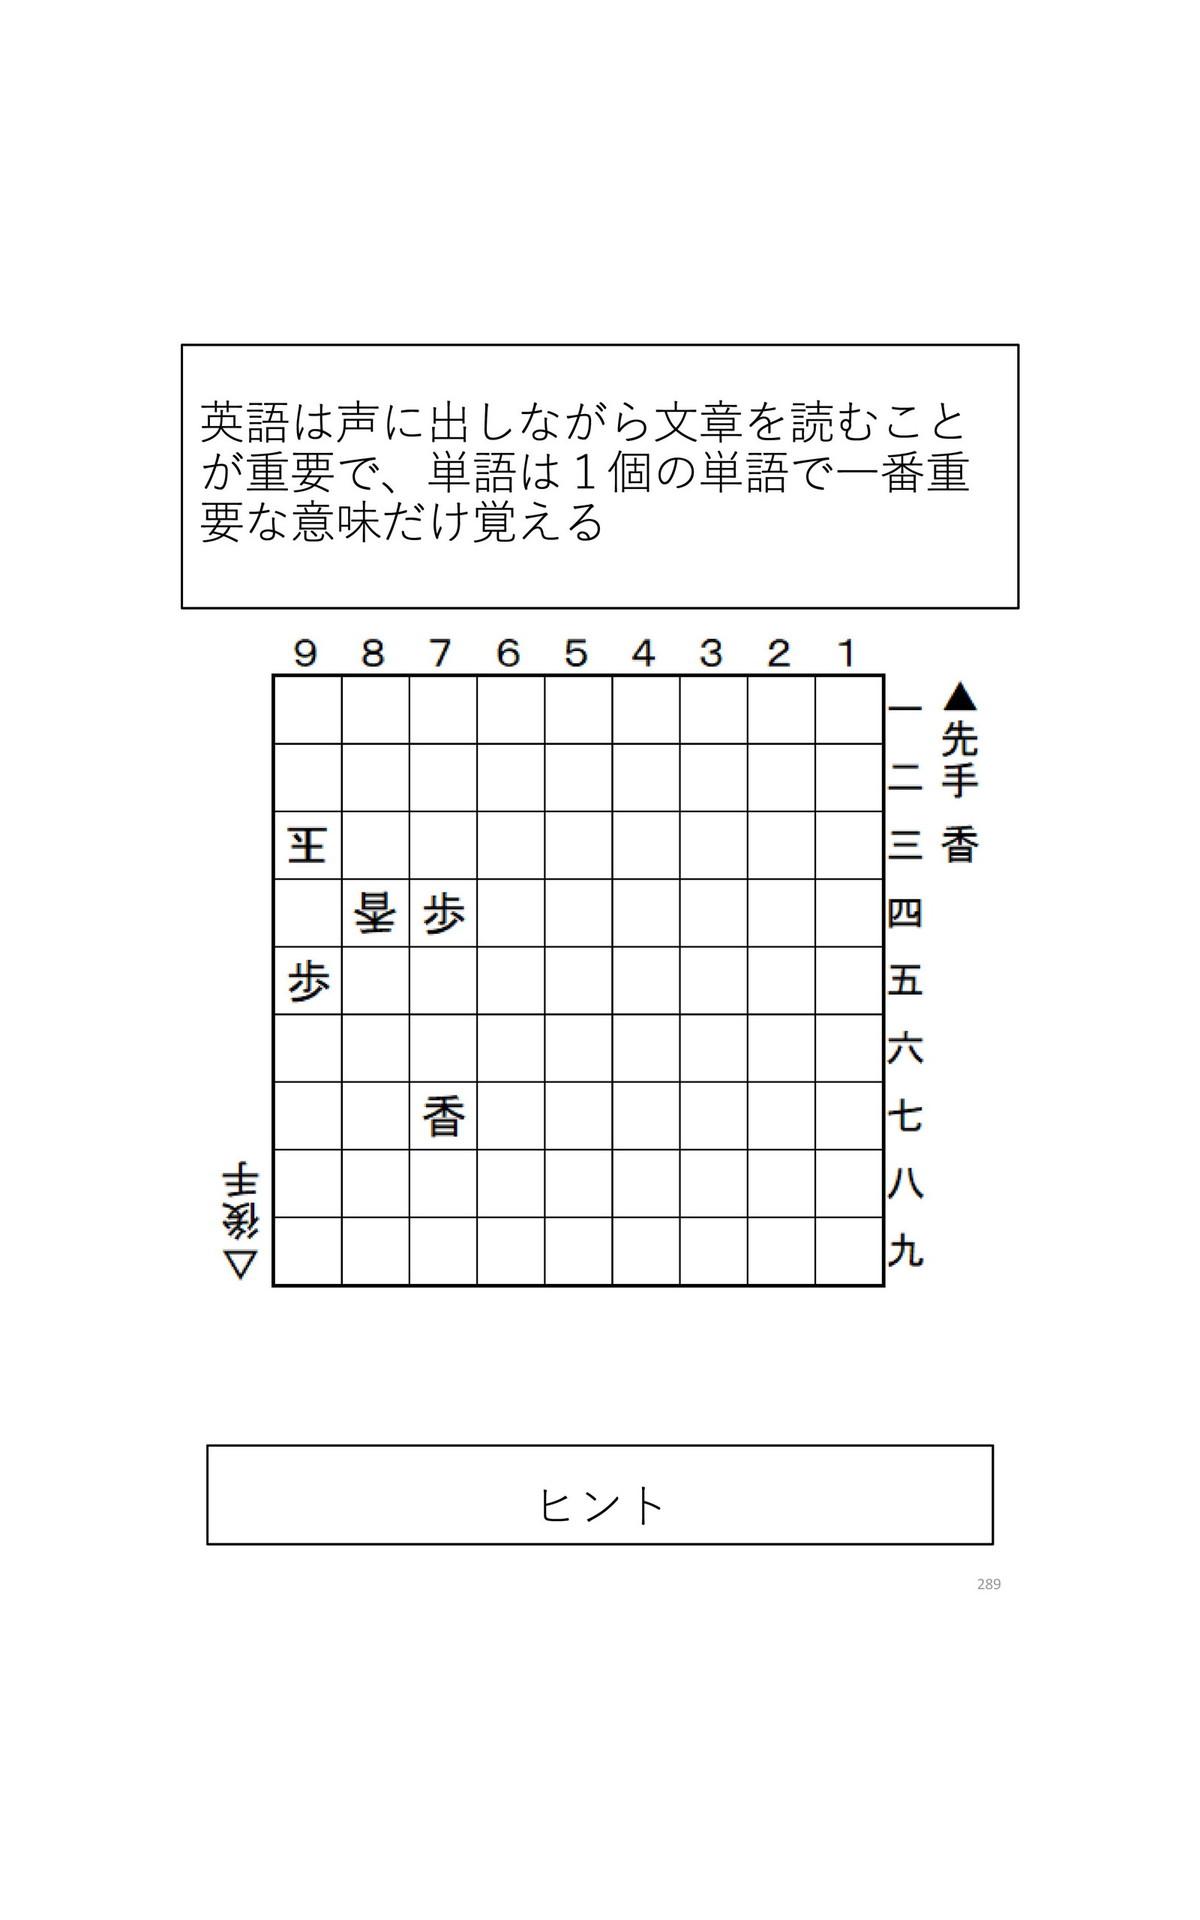 英語は声に出しながら文章を読むこと
が重要で、単語は１個の単語で一番重
要な意味だけ覚える
9 8 7 6 5 4 3 2 1
一
二
王 三
香 歩 四
歩 五
六
香 七
八
九
▲先手 香
△後手
ヒント
289